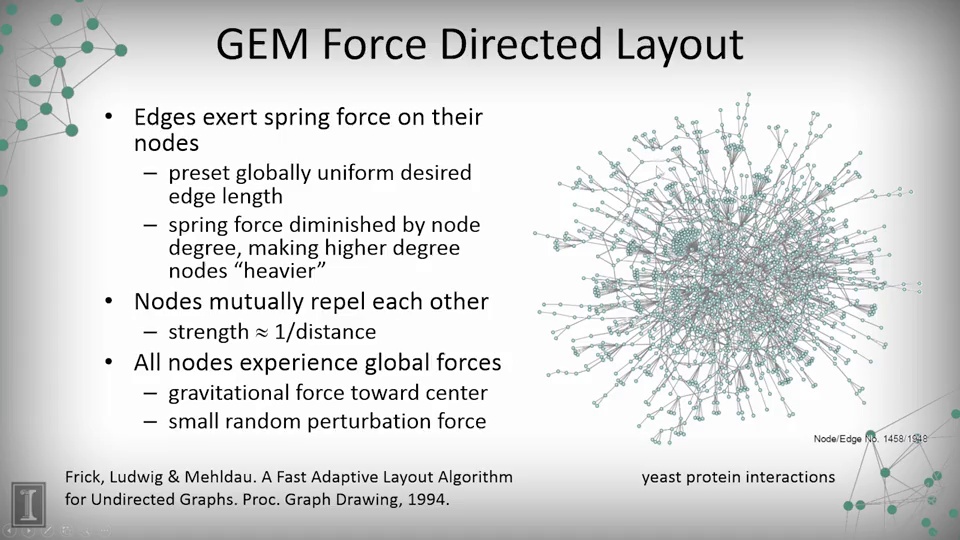 GEM Force Directed Layout
• Edges exert spring force on their
nodes
– preset globally uniform desired
edge length
– spring force diminished by node
degree, making higher degree
nodes “heavier”
• Nodes mutually repel each other
– strength ≈ 1/distance
• All nodes experience global forces
– gravitational force toward center
– small random perturbation force
Node/Edge No. 1458/1948
Frick, Ludwig & Mehldau. A Fast Adaptive Layout Algorithm
for Undirected Graphs. Proc. Graph Drawing, 1994.
yeast protein interactions
I